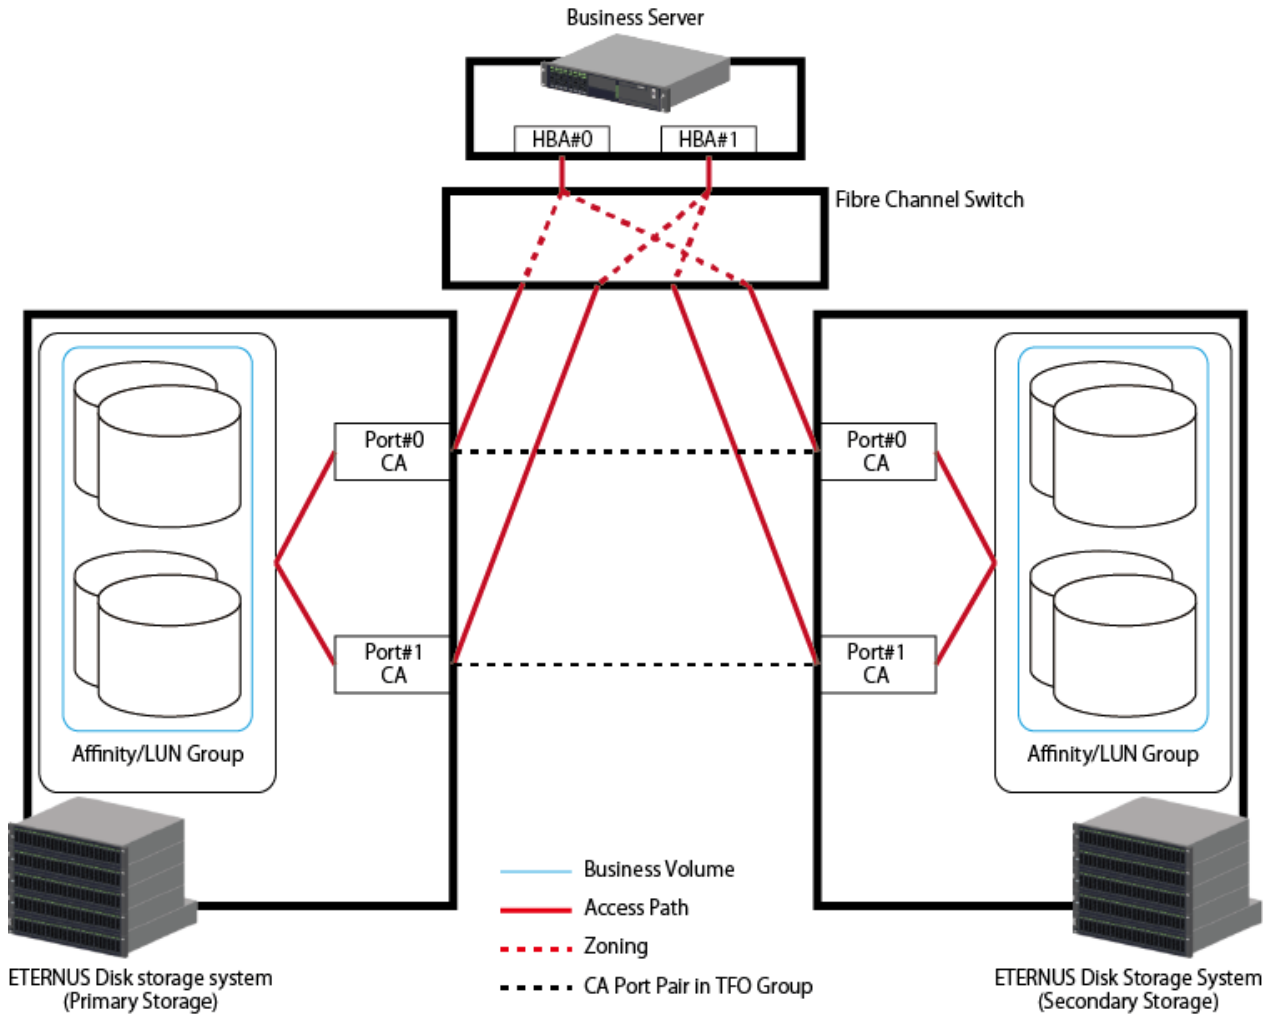 Business Server
HBA#0
HBA#1
Fibre Channel Switch
Port#0
CA
Port#0
CA
Port#1
CA
Port#1
CA
Affinity/LUN Group
Affinity/LUN Group
Business Volume
Access Path
Zoning
CA Port Pair in TFO Group
ETERNUS Disk storage system
(Primary Storage)
ETERNUS Disk Storage System
(Secondary Storage)